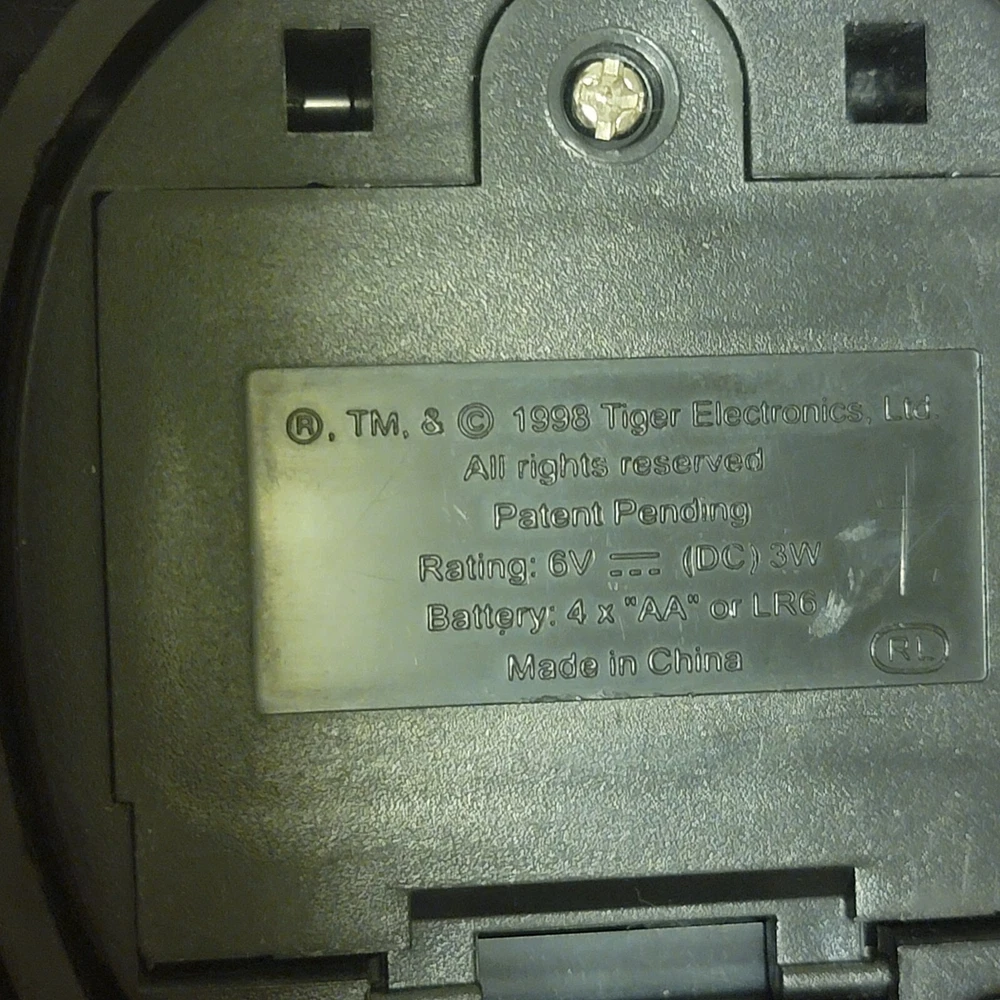 ®, TM, & © 1998 Tiger Electronics, Ltd.
All rights reserved
Patent Pending
Rating: 6V ⎓ (DC) 3W
Battery: 4 x "AA" or LR6
Made in China
RL